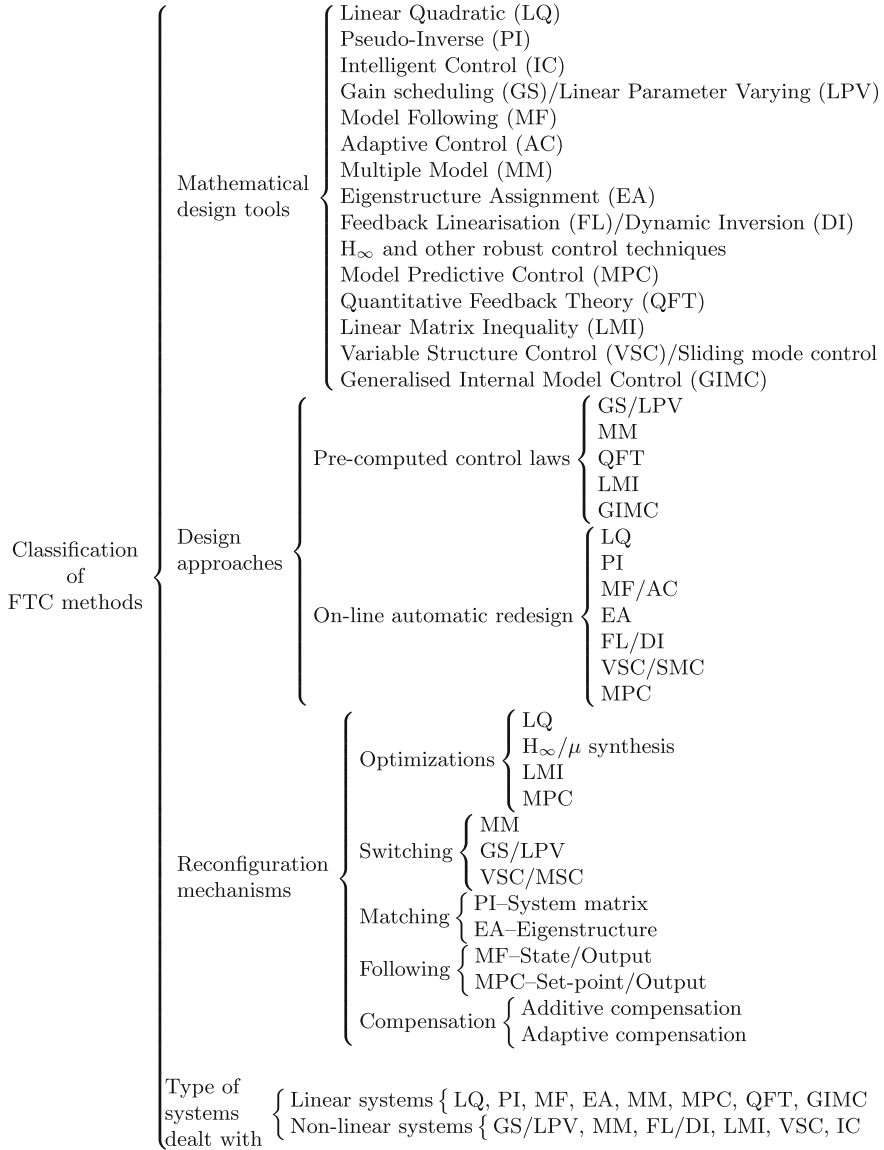 Classification
of
FTC methods
Mathematical
design tools
Linear Quadratic (LQ)
Pseudo-Inverse (PI)
Intelligent Control (IC)
Gain scheduling (GS)/Linear Parameter Varying (LPV)
Model Following (MF)
Adaptive Control (AC)
Multiple Model (MM)
Eigenstructure Assignment (EA)
Feedback Linearisation (FL)/Dynamic Inversion (DI)
H∞ and other robust control techniques
Model Predictive Control (MPC)
Quantitative Feedback Theory (QFT)
Linear Matrix Inequality (LMI)
Variable Structure Control (VSC)/Sliding mode control
Generalised Internal Model Control (GIMC)
Design
approaches
Pre-computed control laws
GS/LPV
MM
QFT
LMI
GIMC
On-line automatic redesign
LQ
PI
MF/AC
EA
FL/DI
VSC/SMC
MPC
Reconfiguration
mechanisms
Optimizations
LQ
H∞/μ synthesis
LMI
MPC
Switching
MM
GS/LPV
VSC/MSC
Matching
PI–System matrix
EA–Eigenstructure
Following
MF–State/Output
MPC–Set-point/Output
Compensation
Additive compensation
Adaptive compensation
Type of
systems
dealt with
Linear systems { LQ, PI, MF, EA, MM, MPC, QFT, GIMC
Non-linear systems { GS/LPV, MM, FL/DI, LMI, VSC, IC